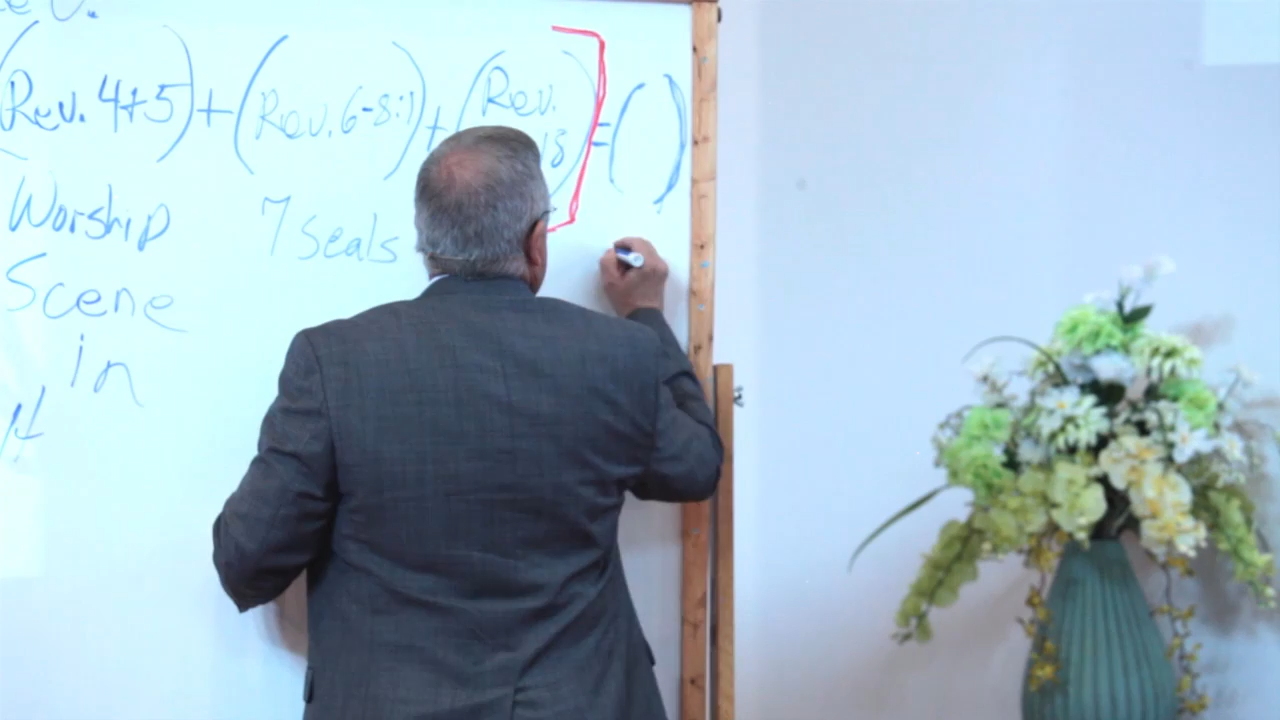 (Rev. 4+5)+(Rev. 6-8:1)+(Rev.
]=( )
Worship
7 seals
Scene
in